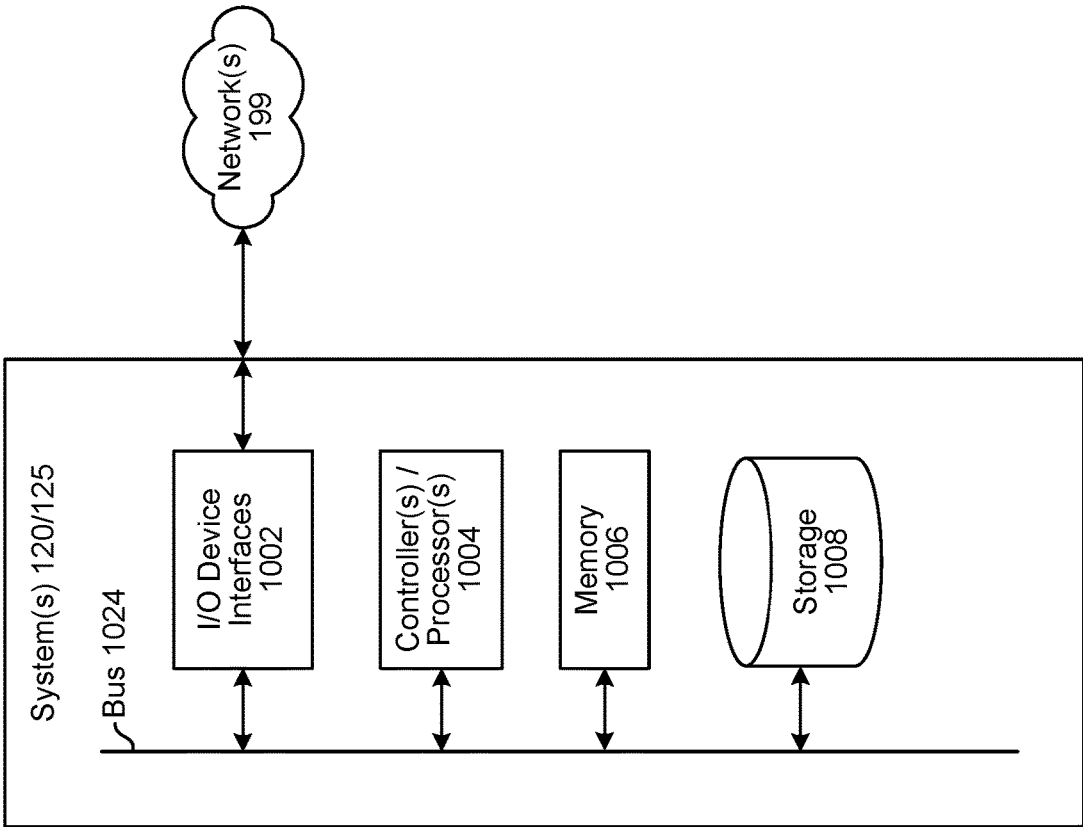 System(s) 120/125
Bus 1024
I/O Device
Interfaces
1002
Controller(s) /
Processor(s)
1004
Memory
1006
Storage
1008
Network(s)
199